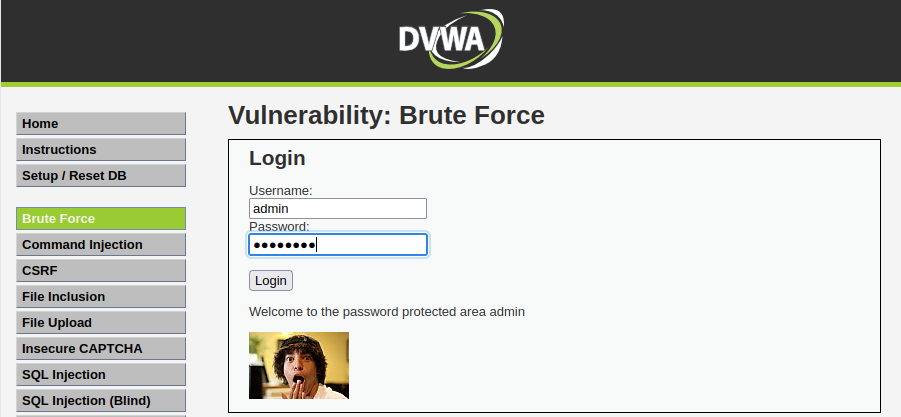 DVWA
Home
Instructions
Setup / Reset DB
Brute Force
Command Injection
CSRF
File Inclusion
File Upload
Insecure CAPTCHA
SQL Injection
SQL Injection (Blind)
Vulnerability: Brute Force
Login
Username:
admin
Password:
●●●●●●●●
Login
Welcome to the password protected area admin